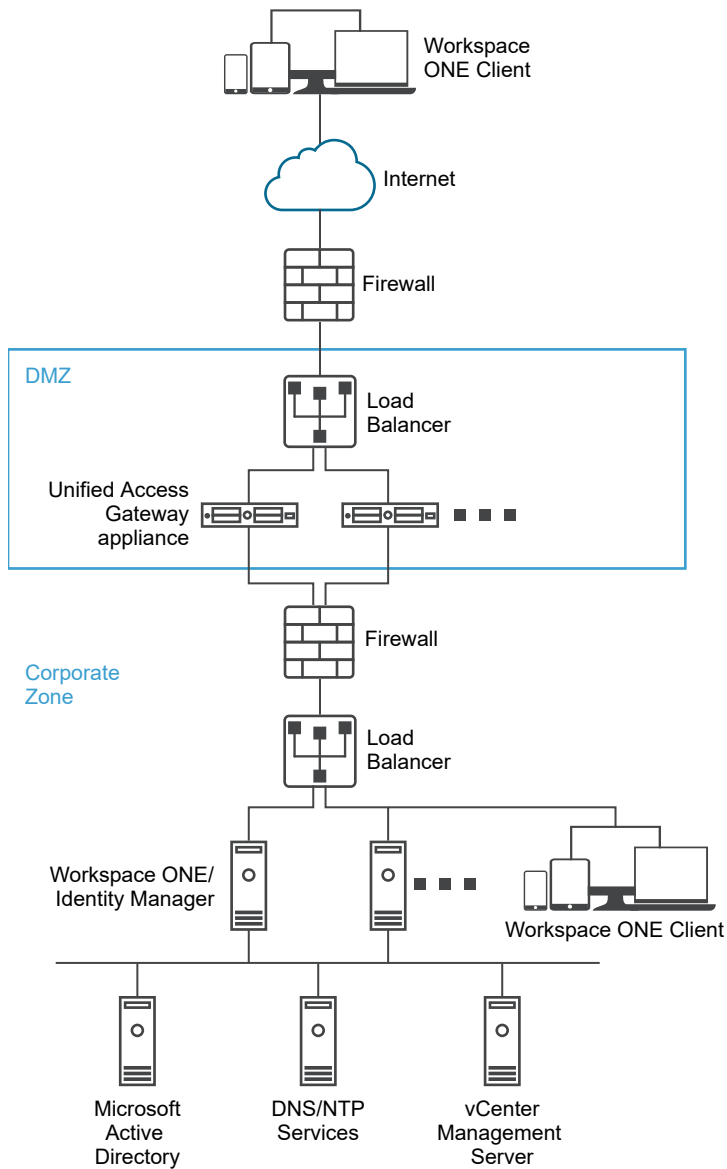 Workspace
ONE Client
Internet
Firewall
DMZ
Load
Balancer
Unified Access
Gateway
appliance
Firewall
Corporate
Zone
Load
Balancer
Workspace ONE/
Identity Manager
Workspace ONE Client
Microsoft
Active
Directory
DNS/NTP
Services
vCenter
Management
Server